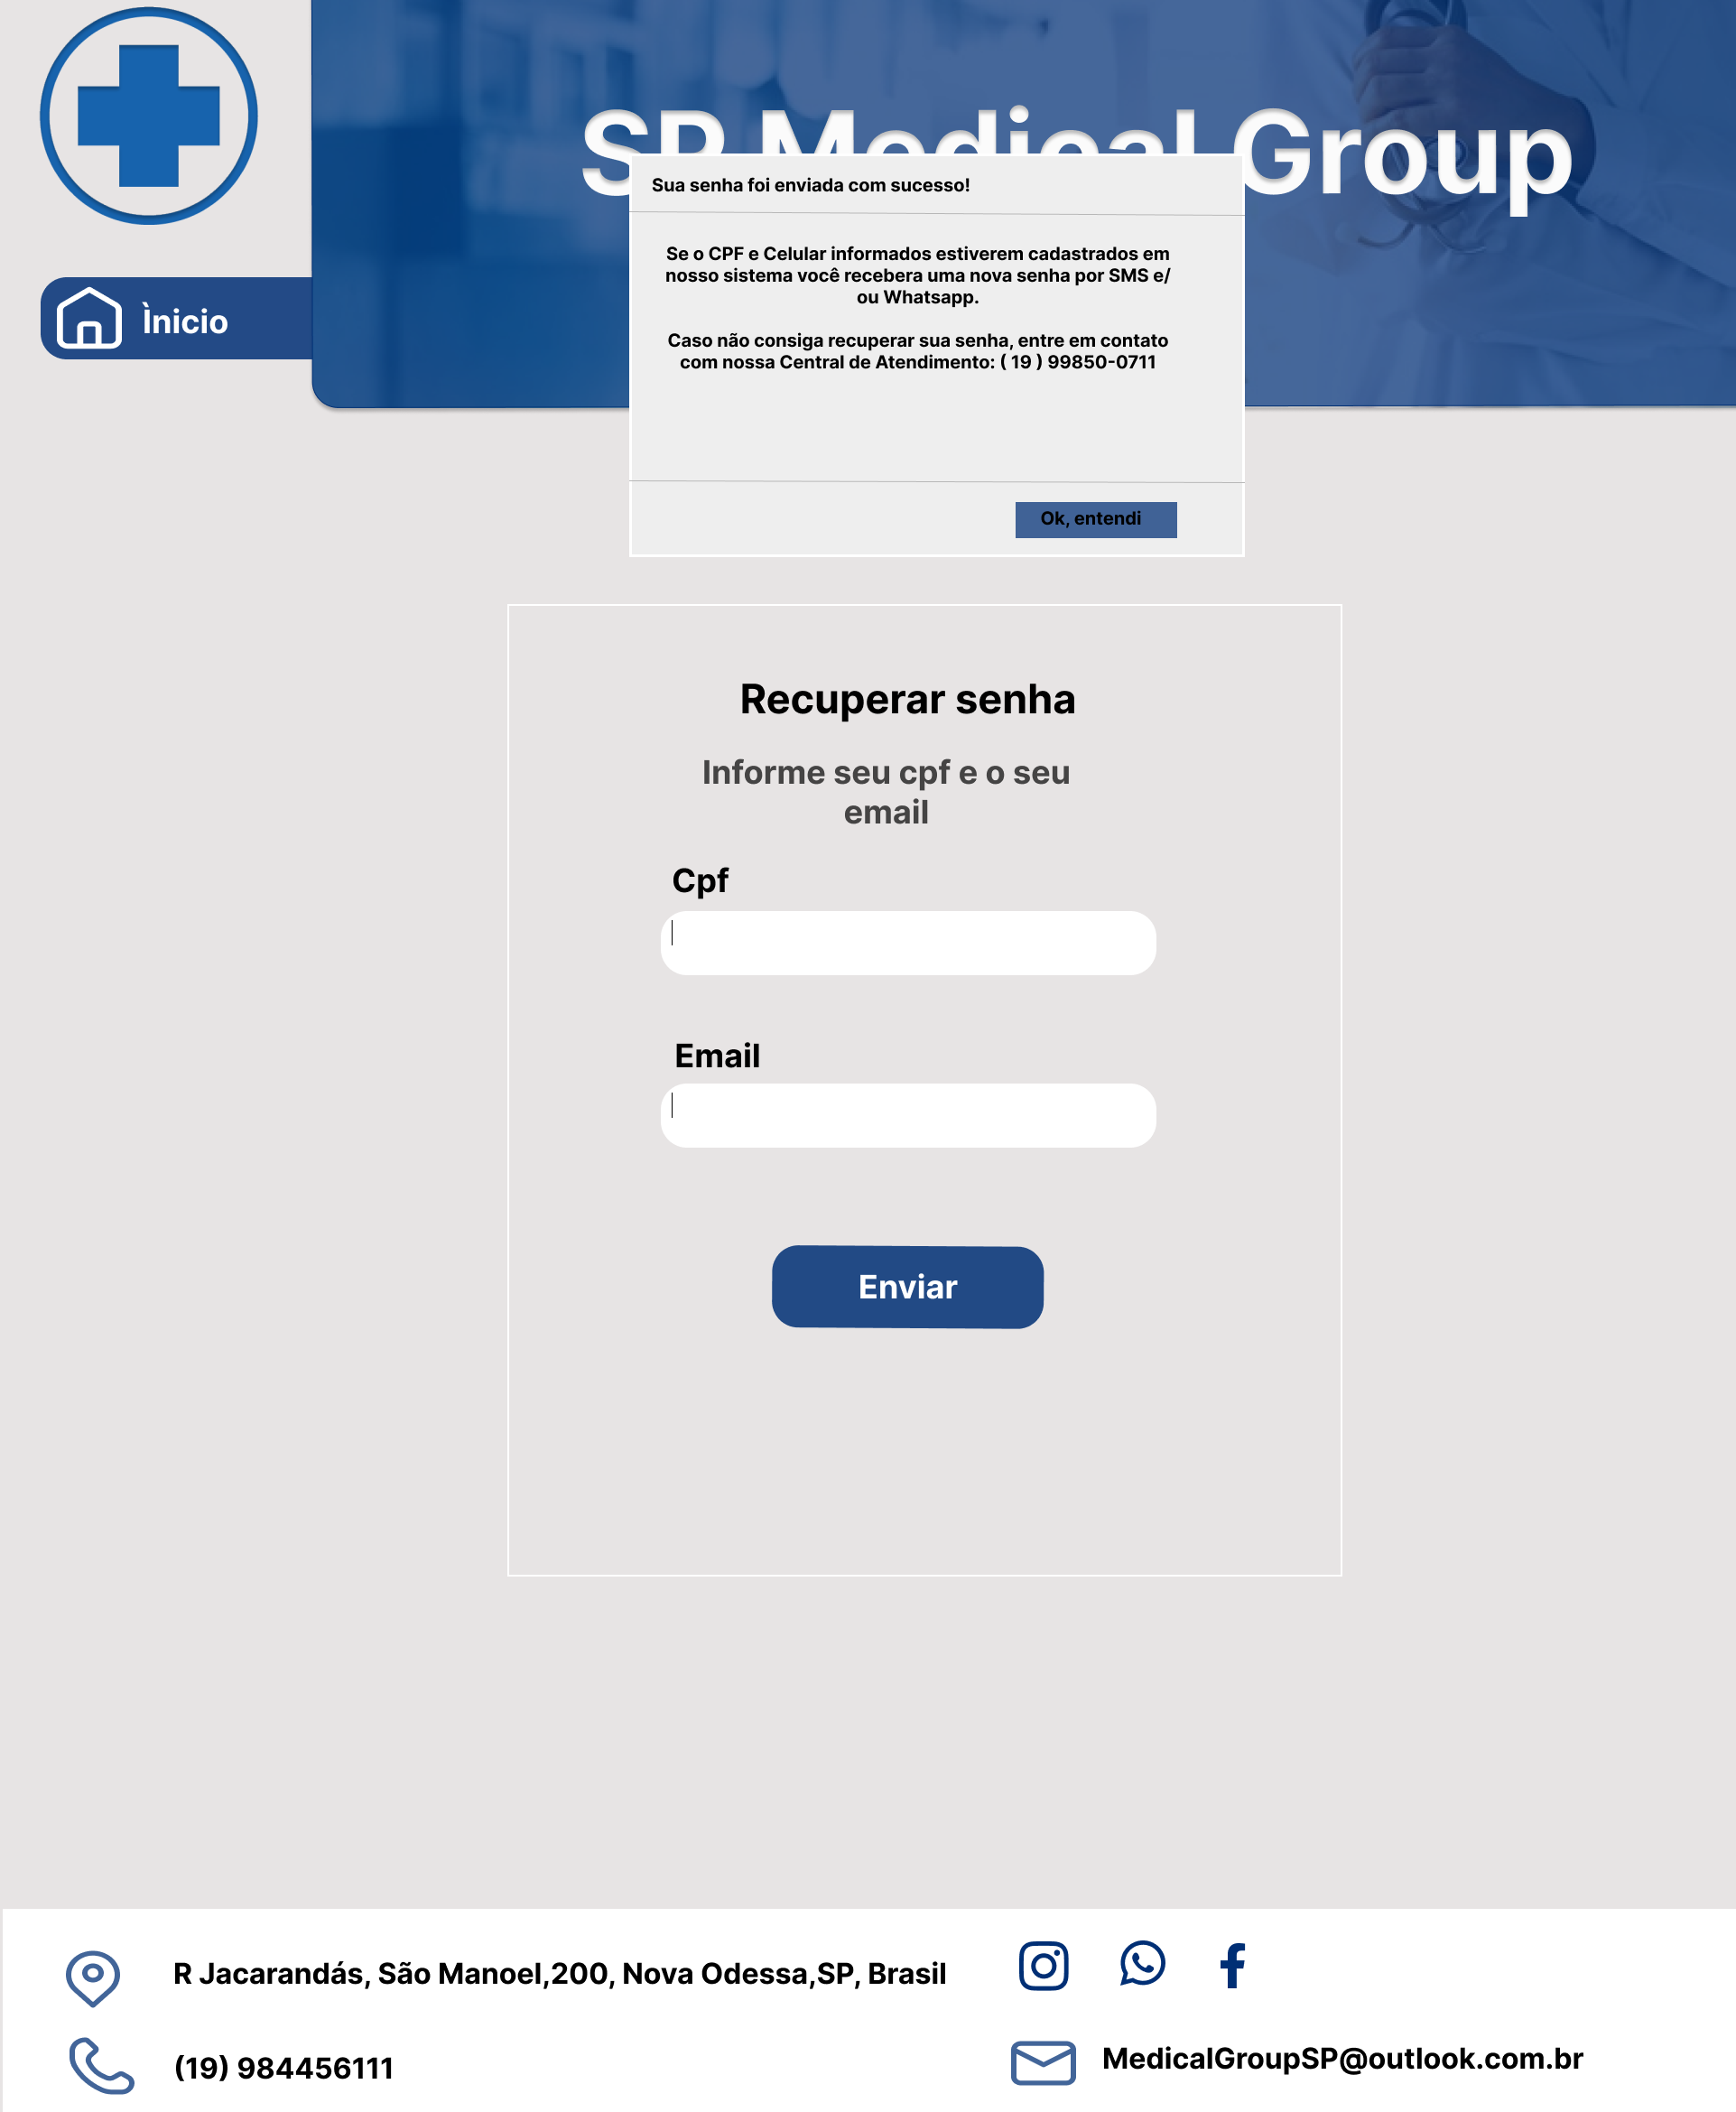 SP Medical Group
Sua senha foi enviada com sucesso!
Se o CPF e Celular informados estiverem cadastrados em
nosso sistema você recebera uma nova senha por SMS e/
ou Whatsapp.
Caso não consiga recuperar sua senha, entre em contato
com nossa Central de Atendimento: ( 19 ) 99850-0711
Ok, entendi
Ìnicio
Recuperar senha
Informe seu cpf e o seu
email
Cpf
Email
Enviar
R Jacarandás, São Manoel,200, Nova Odessa,SP, Brasil
(19) 984456111
MedicalGroupSP@outlook.com.br